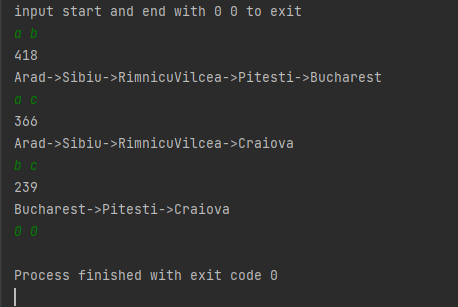 input start and end with 0 0 to exit
a b
418
Arad->Sibiu->RimnicuVilcea->Pitesti->Bucharest
a c
366
Arad->Sibiu->RimnicuVilcea->Craiova
b c
239
Bucharest->Pitesti->Craiova
0 0
Process finished with exit code 0